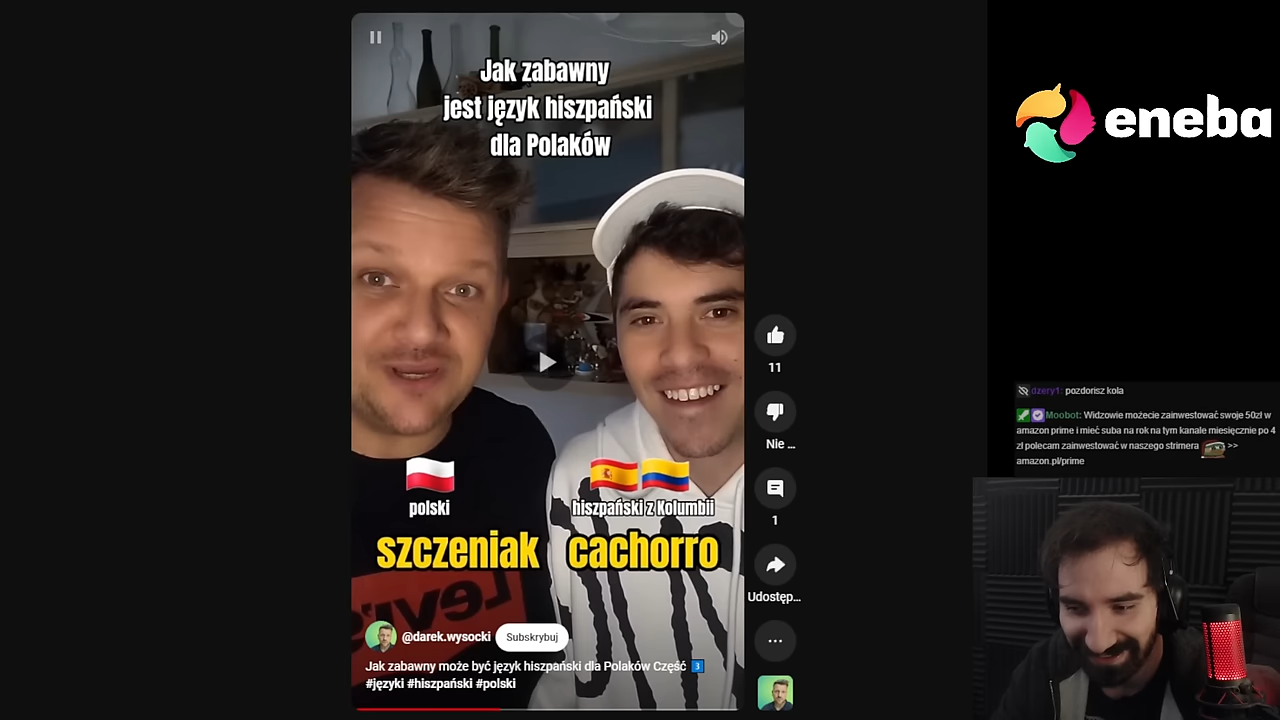 Jak zabawny
jest język hiszpański
dla Polaków
polski
hiszpański z Kolumbii
szczeniak
cachorro
Levi's
@darek.wysocki
Subskrybuj
Jak zabawny może być język hiszpański dla Polaków Część 3
#języki #hiszpański #polski
11
Nie ...
1
Udostęp...
eneba
dzery1: pozdorisz kola
Moobot: Widzowie możecie zainwestować swoje 50zł w
amazon prime i mieć suba na rok na tym kanale miesięcznie po 4
zł polecam zainwestować w naszego strimera >>
amazon.pl/prime